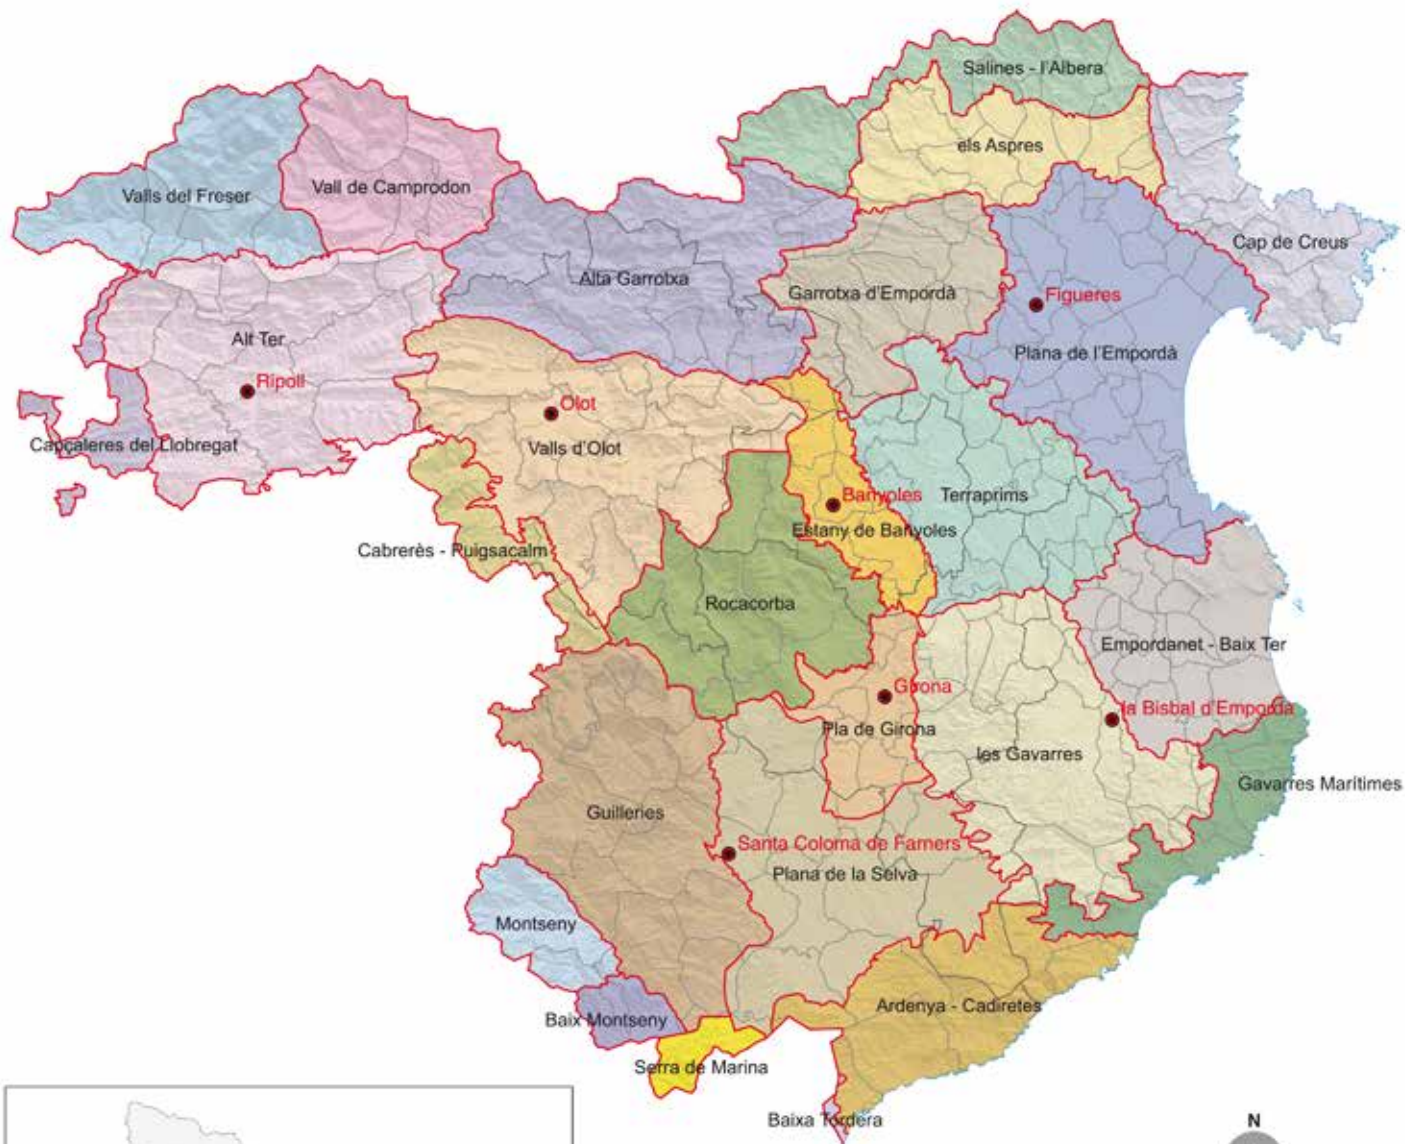 Salines - l'Albera
els Aspres
Vall de Camprodon
Valls del Freser
Cap de Creus
Alta Garrotxa
Garrotxa d'Empordà
Figueres
Alt Ter
Plana de l'Empordà
Ripoll
Olot
Capçaleres del Llobregat
Valls d'Olot
Banyoles
Terraprims
Estany de Banyoles
Cabrerès - Puigsacalm
Rocacorba
Empordanet - Baix Ter
Girona
la Bisbal d'Empordà
Pla de Girona
les Gavarres
Gavarres Marítimes
Guilleries
Santa Coloma de Farners
Plana de la Selva
Montseny
Ardenya - Cadiretes
Baix Montseny
Serra de Marina
Baixa Tordera
N